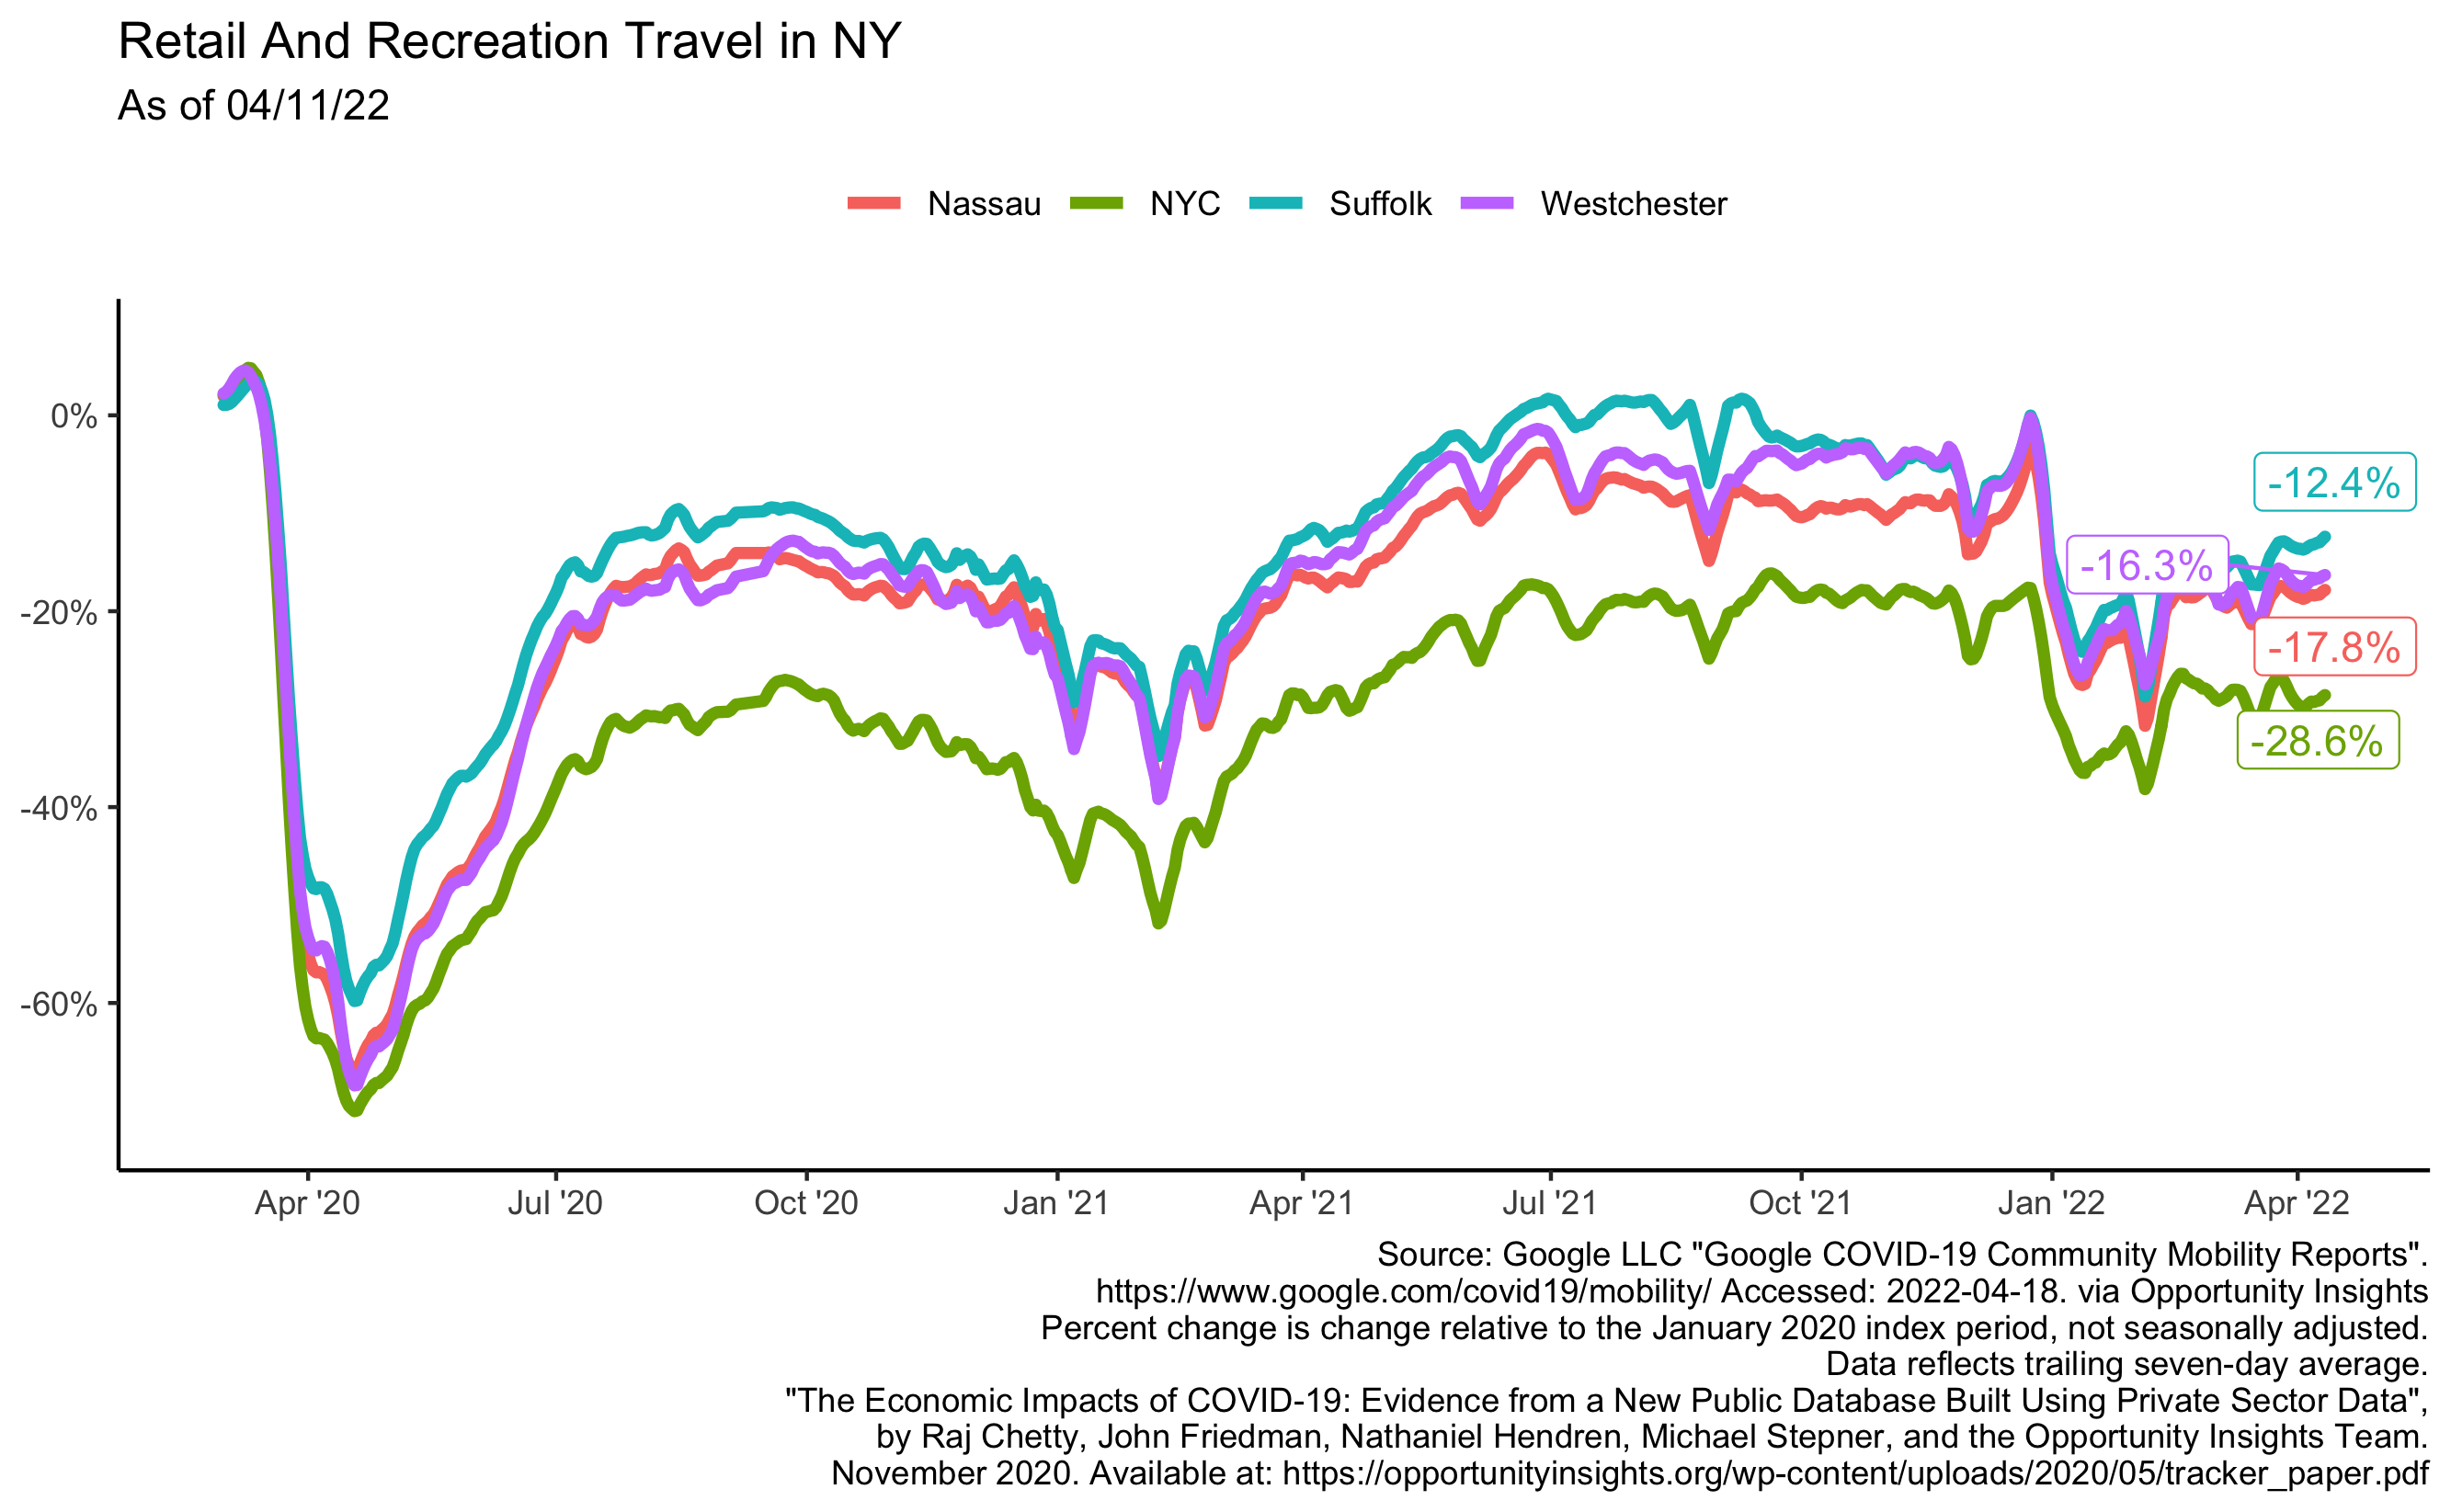 Retail And Recreation Travel in NY
As of 04/11/22
Nassau NYC Suffolk Westchester
0%
-20%
-40%
-60%
-12.4%
-16.3%
-17.8%
-28.6%
Apr '20 Jul '20 Oct '20 Jan '21 Apr '21 Jul '21 Oct '21 Jan '22 Apr '22
Source: Google LLC "Google COVID-19 Community Mobility Reports".
https://www.google.com/covid19/mobility/ Accessed: 2022-04-18. via Opportunity Insights
Percent change is change relative to the January 2020 index period, not seasonally adjusted.
Data reflects trailing seven-day average.
"The Economic Impacts of COVID-19: Evidence from a New Public Database Built Using Private Sector Data",
by Raj Chetty, John Friedman, Nathaniel Hendren, Michael Stepner, and the Opportunity Insights Team.
November 2020. Available at: https://opportunityinsights.org/wp-content/uploads/2020/05/tracker_paper.pdf